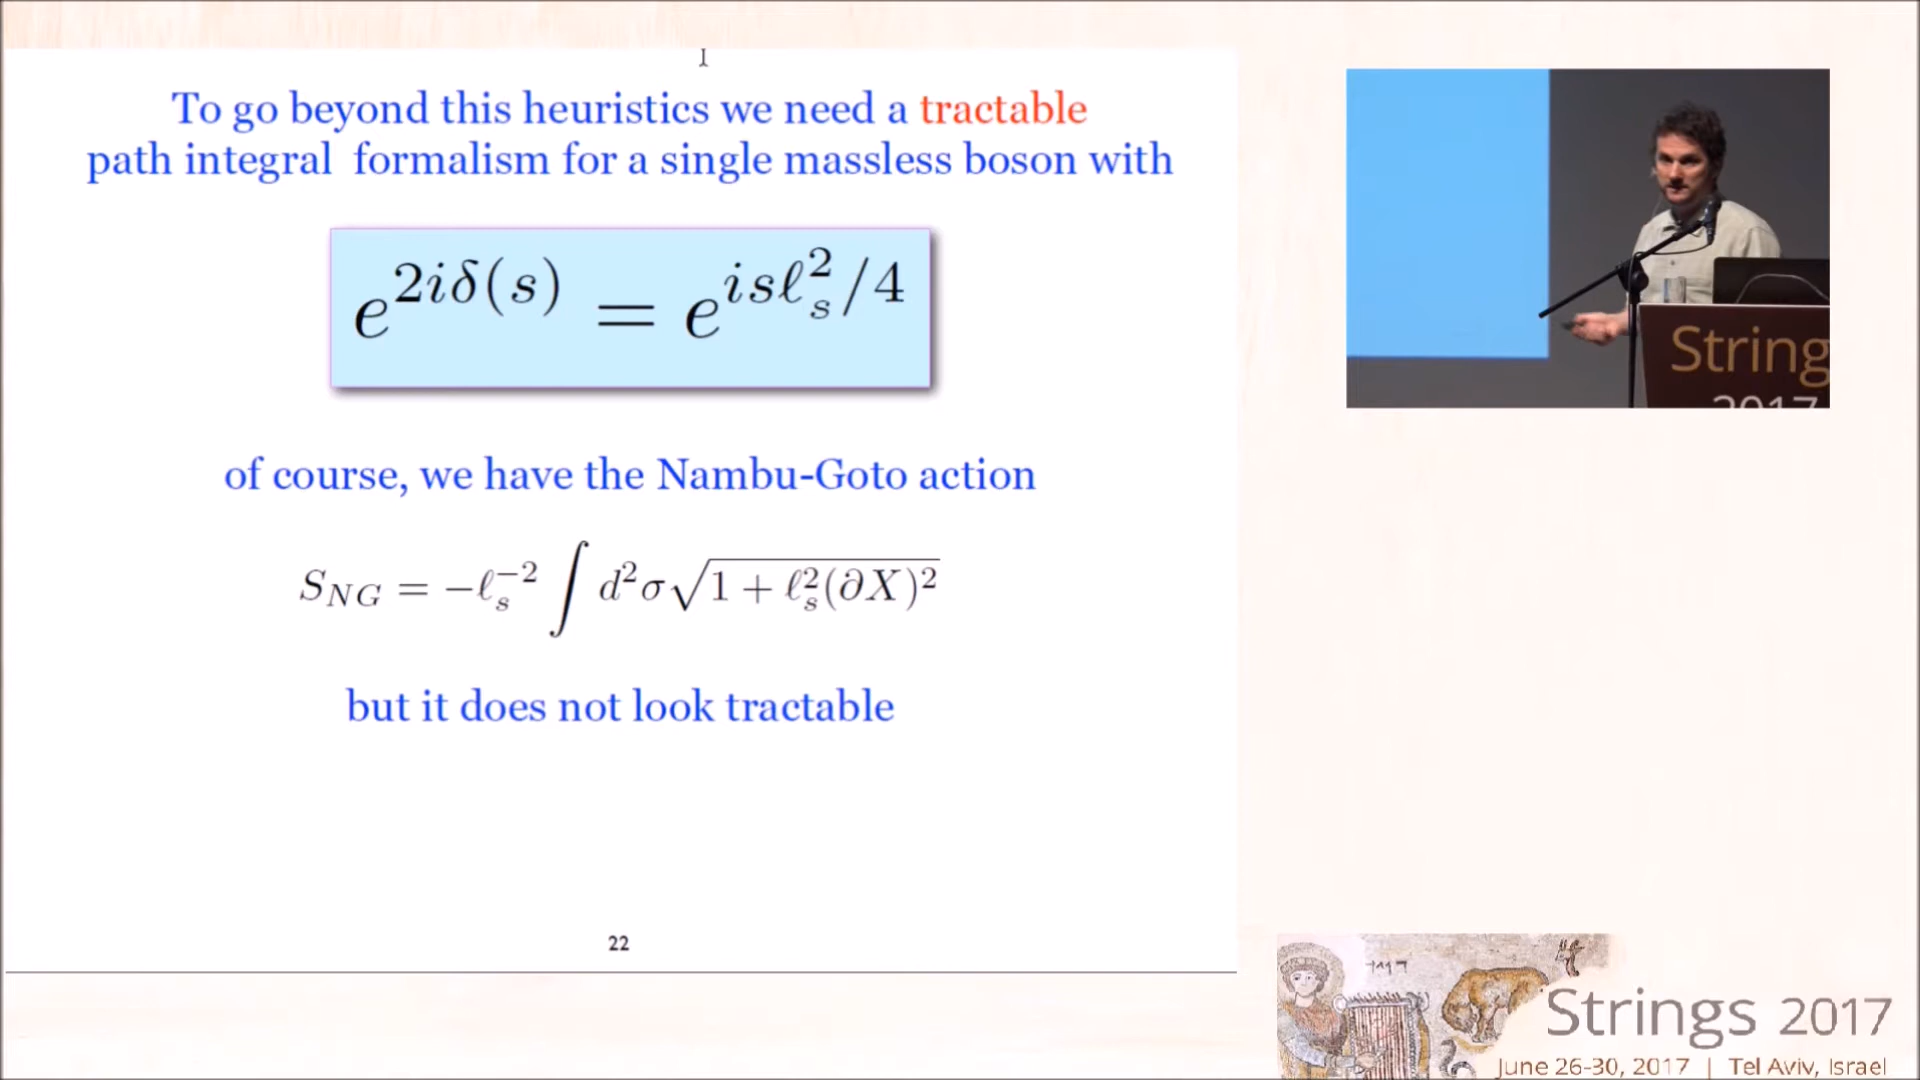 To go beyond this heuristics we need a tractable
path integral formalism for a single massless boson with
e^{2iδ(s)} = e^{isℓ_s^2/4}
of course, we have the Nambu-Goto action
S_{NG} = −ℓ_s^{−2} ∫ d²σ√(1 + ℓ_s^2(∂X)²)
but it does not look tractable
22
String
2017
Strings 2017
June 26-30, 2017 | Tel Aviv, Israel